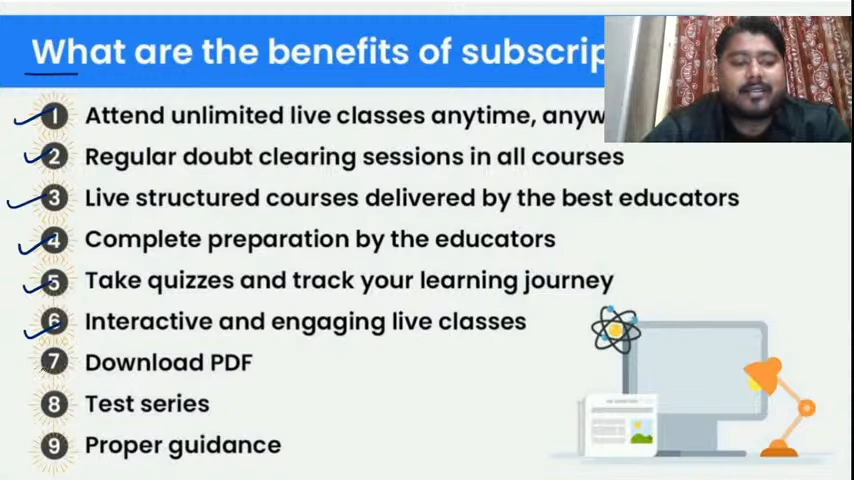 What are the benefits of subscrip
1 Attend unlimited live classes anytime, anyw
2 Regular doubt clearing sessions in all courses
3 Live structured courses delivered by the best educators
4 Complete preparation by the educators
5 Take quizzes and track your learning journey
6 Interactive and engaging live classes
7 Download PDF
8 Test series
9 Proper guidance